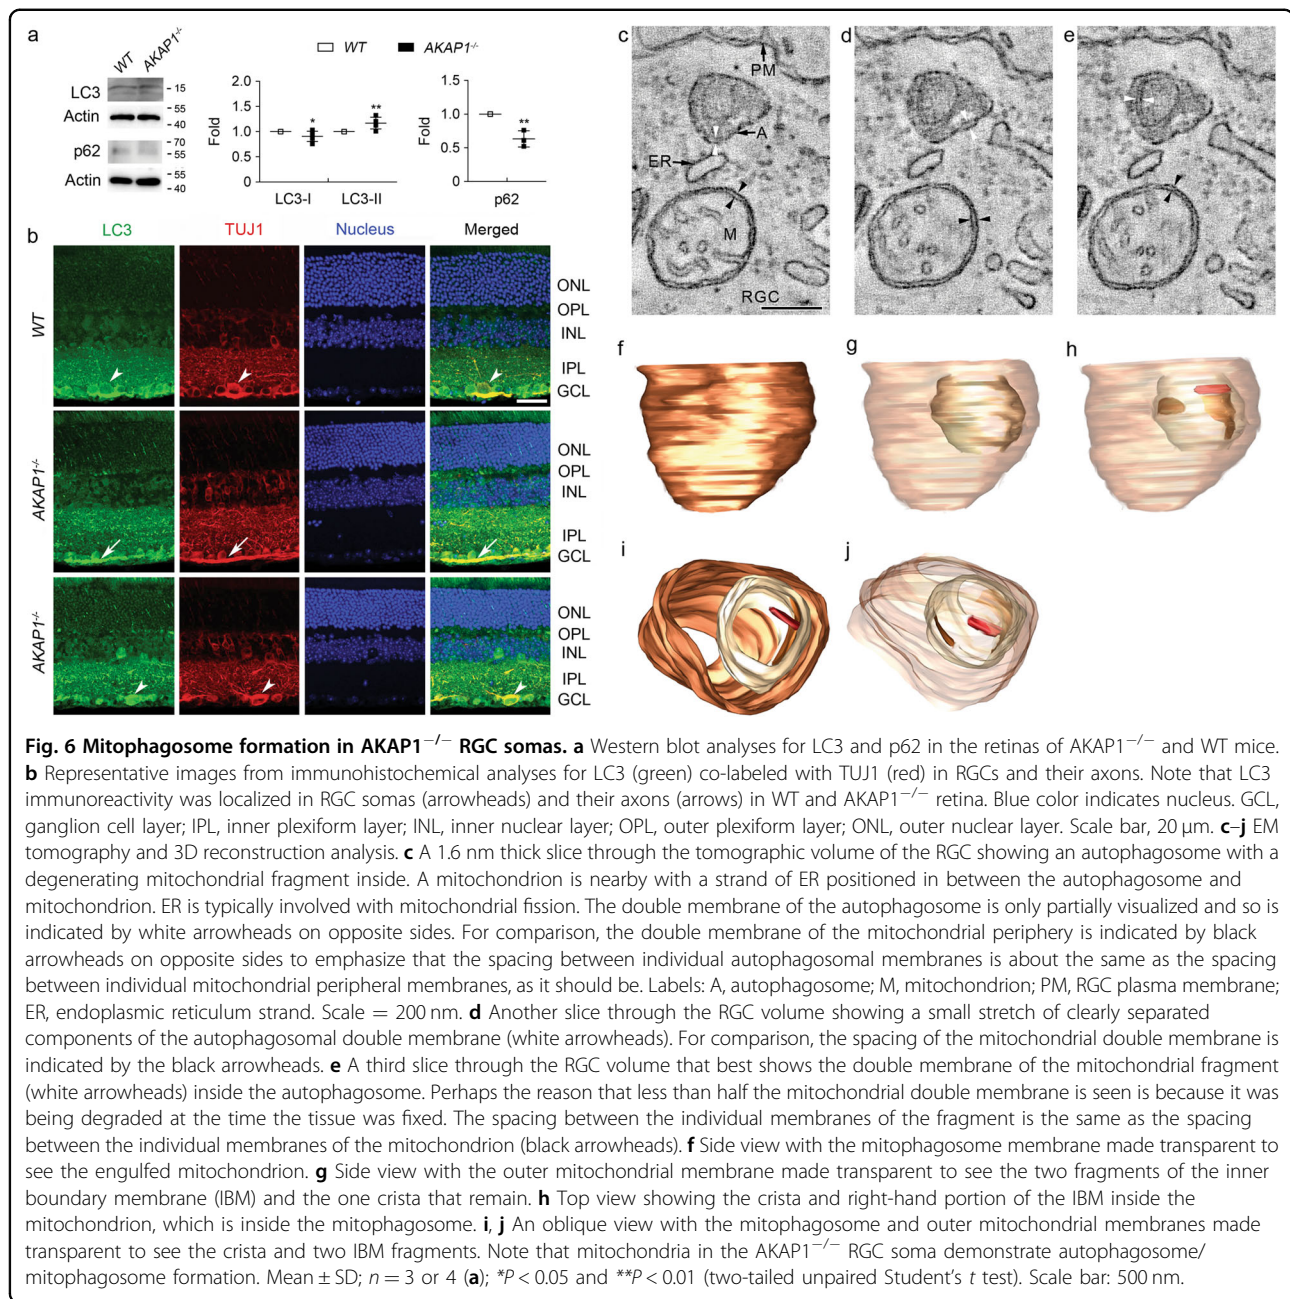 a
WT
AKAP1-/-
LC3
15
Actin
55
40
p62
70
55
Actin
55
40
WT
AKAP1-/-
Fold
2.0
1.5
1.0
0.5
0
*
**
LC3-I
LC3-II
Fold
1.5
1.0
0.5
0
**
p62
b
LC3
TUJ1
Nucleus
Merged
WT
ONL
OPL
INL
IPL
GCL
AKAP1-/-
ONL
OPL
INL
IPL
GCL
AKAP1-/-
ONL
OPL
INL
IPL
GCL
c
PM
A
ER
M
RGC
d
e
f
g
h
i
j
Fig. 6 Mitophagosome formation in AKAP1−/− RGC somas. a Western blot analyses for LC3 and p62 in the retinas of AKAP1−/− and WT mice.
b Representative images from immunohistochemical analyses for LC3 (green) co-labeled with TUJ1 (red) in RGCs and their axons. Note that LC3
immunoreactivity was localized in RGC somas (arrowheads) and their axons (arrows) in WT and AKAP1−/− retina. Blue color indicates nucleus. GCL,
ganglion cell layer; IPL, inner plexiform layer; INL, inner nuclear layer; OPL, outer plexiform layer; ONL, outer nuclear layer. Scale bar, 20 μm. c–j EM
tomography and 3D reconstruction analysis. c A 1.6 nm thick slice through the tomographic volume of the RGC showing an autophagosome with a
degenerating mitochondrial fragment inside. A mitochondrion is nearby with a strand of ER positioned in between the autophagosome and
mitochondrion. ER is typically involved with mitochondrial fission. The double membrane of the autophagosome is only partially visualized and so is
indicated by white arrowheads on opposite sides. For comparison, the double membrane of the mitochondrial periphery is indicated by black
arrowheads on opposite sides to emphasize that the spacing between individual autophagosomal membranes is about the same as the spacing
between individual mitochondrial peripheral membranes, as it should be. Labels: A, autophagosome; M, mitochondrion; PM, RGC plasma membrane;
ER, endoplasmic reticulum strand. Scale = 200 nm. d Another slice through the RGC volume showing a small stretch of clearly separated
components of the autophagosomal double membrane (white arrowheads). For comparison, the spacing of the mitochondrial double membrane is
indicated by the black arrowheads. e A third slice through the RGC volume that best shows the double membrane of the mitochondrial fragment
(white arrowheads) inside the autophagosome. Perhaps the reason that less than half the mitochondrial double membrane is seen is because it was
being degraded at the time the tissue was fixed. The spacing between the individual membranes of the fragment is the same as the spacing
between the individual membranes of the mitochondrion (black arrowheads). f Side view with the mitophagosome membrane made transparent to
see the engulfed mitochondrion. g Side view with the outer mitochondrial membrane made transparent to see the two fragments of the inner
boundary membrane (IBM) and the one crista that remain. h Top view showing the crista and right-hand portion of the IBM inside the
mitochondrion, which is inside the mitophagosome. i, j An oblique view with the mitophagosome and outer mitochondrial membranes made
transparent to see the crista and two IBM fragments. Note that mitochondria in the AKAP1−/− RGC soma demonstrate autophagosome/
mitophagosome formation. Mean ± SD; n = 3 or 4 (a); *P < 0.05 and **P < 0.01 (two-tailed unpaired Student's t test). Scale bar: 500 nm.